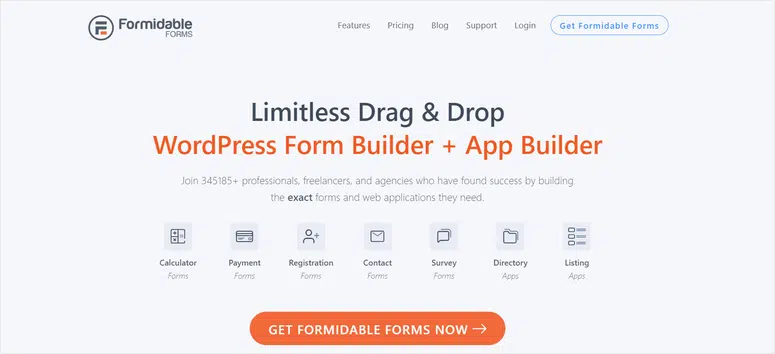 Formidable
FORMS
Features Pricing Blog Support Login Get Formidable Forms
Limitless Drag & Drop
WordPress Form Builder + App Builder
Join 345185+ professionals, freelancers, and agencies who have found success by building
the exact forms and web applications they need.
Calculator Payment Registration Contact Survey Directory Listing
Forms Forms Forms Forms Forms Apps Apps
GET FORMIDABLE FORMS NOW →